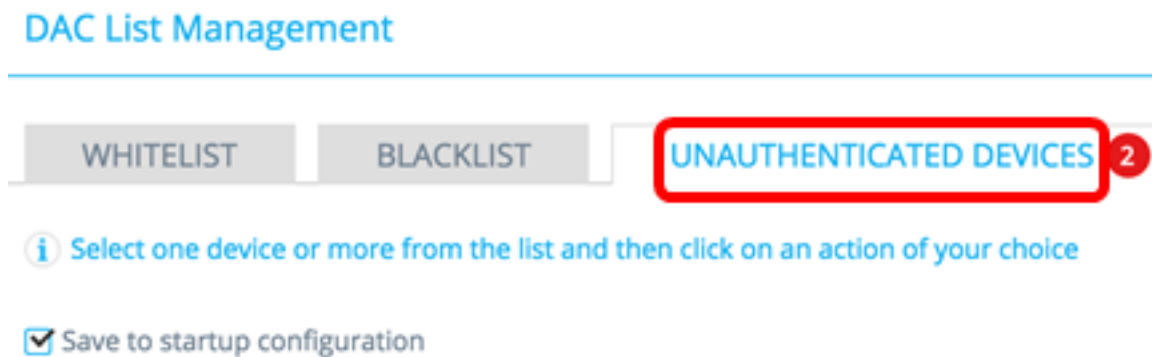 DAC List Management
WHITELIST BLACKLIST UNAUTHENTICATED DEVICES 2
i Select one device or more from the list and then click on an action of your choice
Save to startup configuration